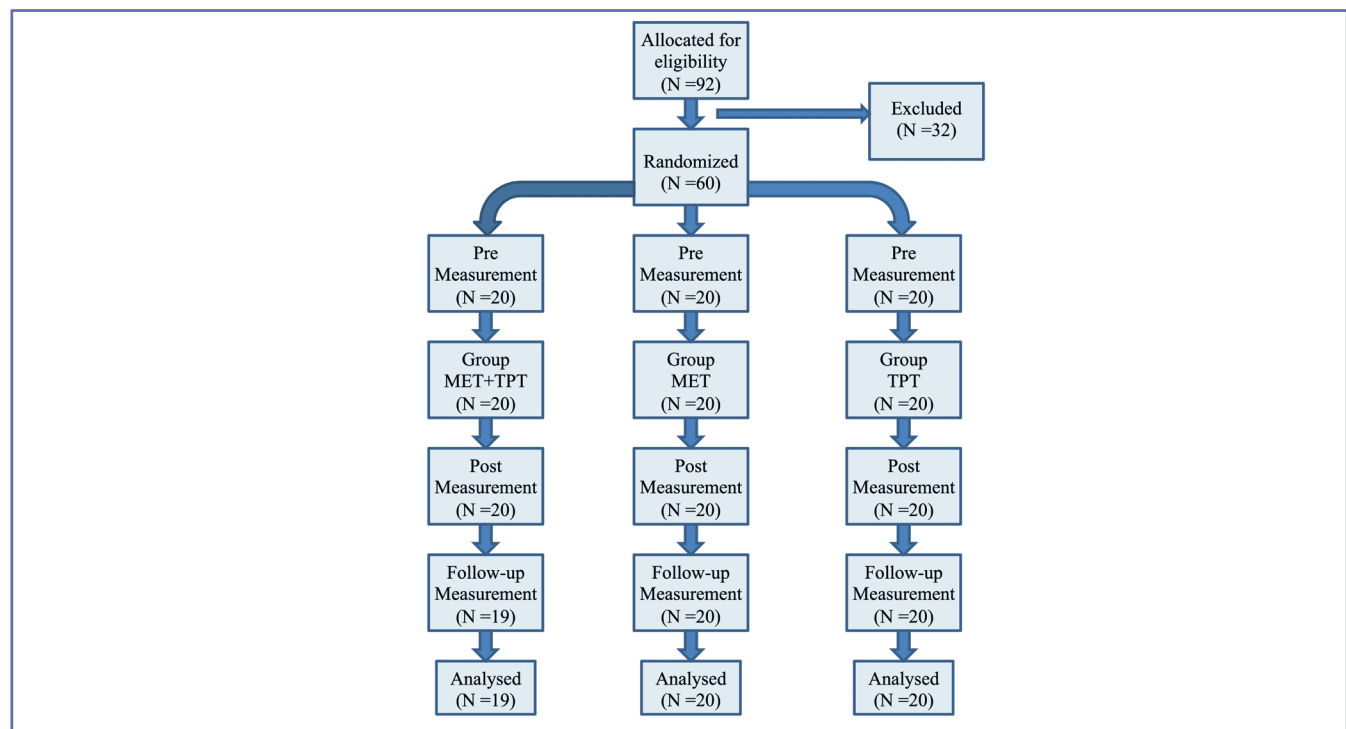 Allocated for
eligibility
(N =92)
Excluded
(N =32)
Randomized
(N =60)
Pre
Measurement
(N =20)
Pre
Measurement
(N =20)
Pre
Measurement
(N =20)
Group
MET+TPT
(N =20)
Group
MET
(N =20)
Group
TPT
(N =20)
Post
Measurement
(N =20)
Post
Measurement
(N =20)
Post
Measurement
(N =20)
Follow-up
Measurement
(N =19)
Follow-up
Measurement
(N =20)
Follow-up
Measurement
(N =20)
Analysed
(N =19)
Analysed
(N =20)
Analysed
(N =20)